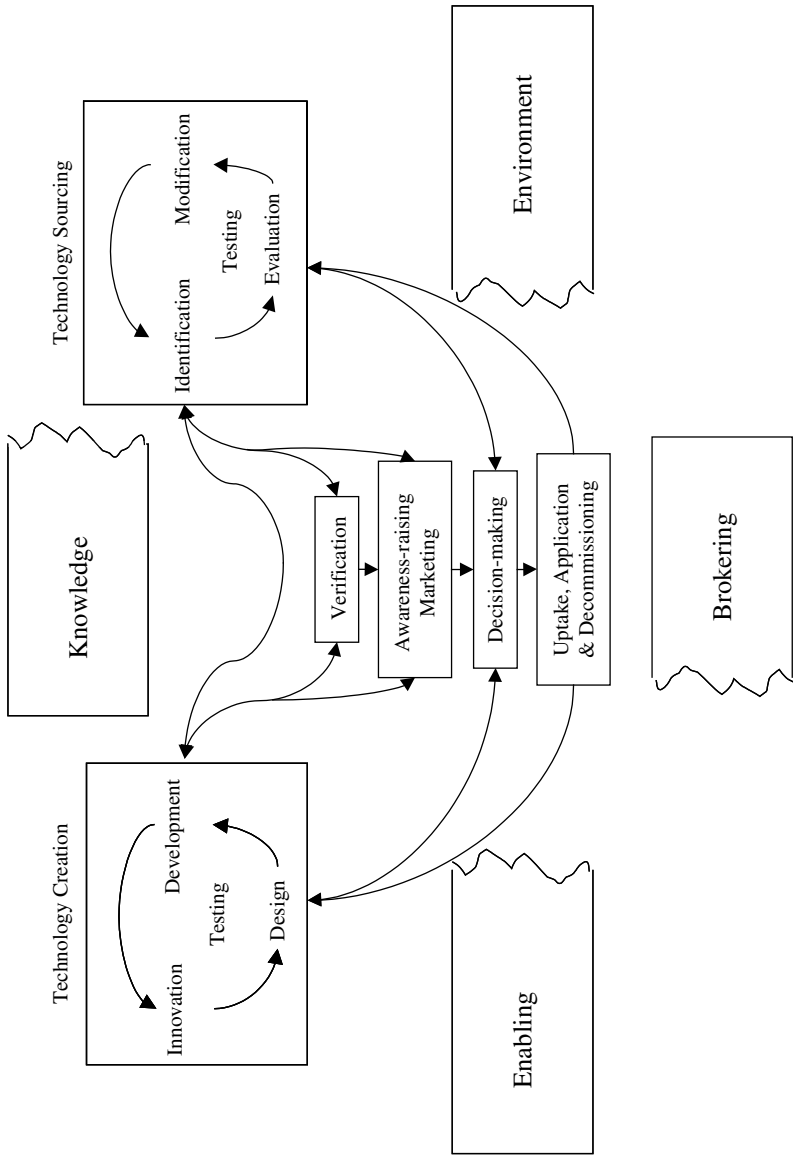 Technology Creation
Innovation
Development
Testing
Design
Knowledge
Technology Sourcing
Identification
Modification
Testing
Evaluation
Verification
Awareness-raising
Marketing
Decision-making
Uptake, Application
& Decommissioning
Enabling
Environment
Brokering